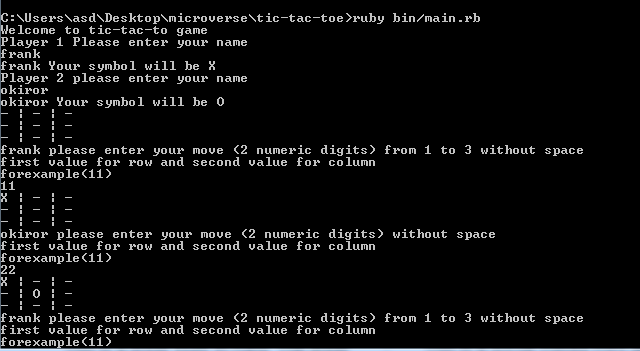 C:\Users\asd\Desktop\microverse\tic-tac-toe>ruby bin/main.rb
Welcome to tic-tac-to game
Player 1 Please enter your name
frank
frank Your symbol will be X
Player 2 please enter your name
okiror
okiror Your symbol will be O
- ¦ - ¦ -
- ¦ - ¦ -
- ¦ - ¦ -
frank please enter your move (2 numeric digits) from 1 to 3 without space
first value for row and second value for column
forexample(11)
11
X ¦ - ¦ -
- ¦ - ¦ -
- ¦ - ¦ -
okiror please enter your move (2 numeric digits) without space
first value for row and second value for column
forexample(11)
22
X ¦ - ¦ -
- ¦ O ¦ -
- ¦ - ¦ -
frank please enter your move (2 numeric digits) from 1 to 3 without space
first value for row and second value for column
forexample(11)